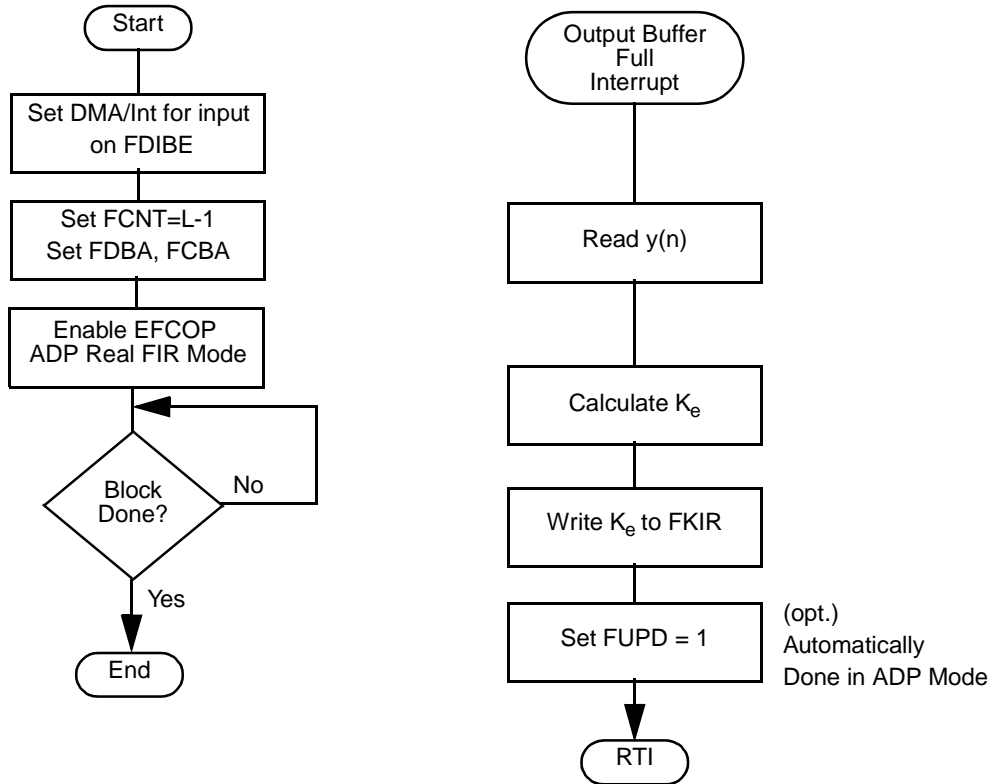 Start
Set DMA/Int for input
on FDIBE
Set FCNT=L-1
Set FDBA, FCBA
Enable EFCOP
ADP Real FIR Mode
Block
Done?
No
Yes
End
Output Buffer
Full
Interrupt
Read y(n)
Calculate Ke
Write Ke to FKIR
Set FUPD = 1
(opt.)
Automatically
Done in ADP Mode
RTI